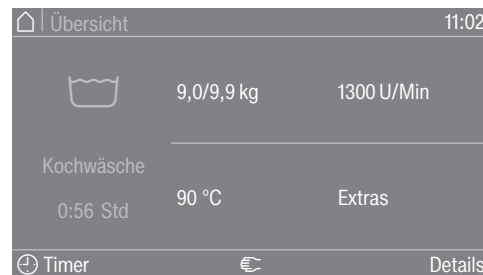 Übersicht 11:02
9,0/9,9 kg 1300 U/Min
Kochwäsche
0:56 Std
90 °C Extras
Timer Details